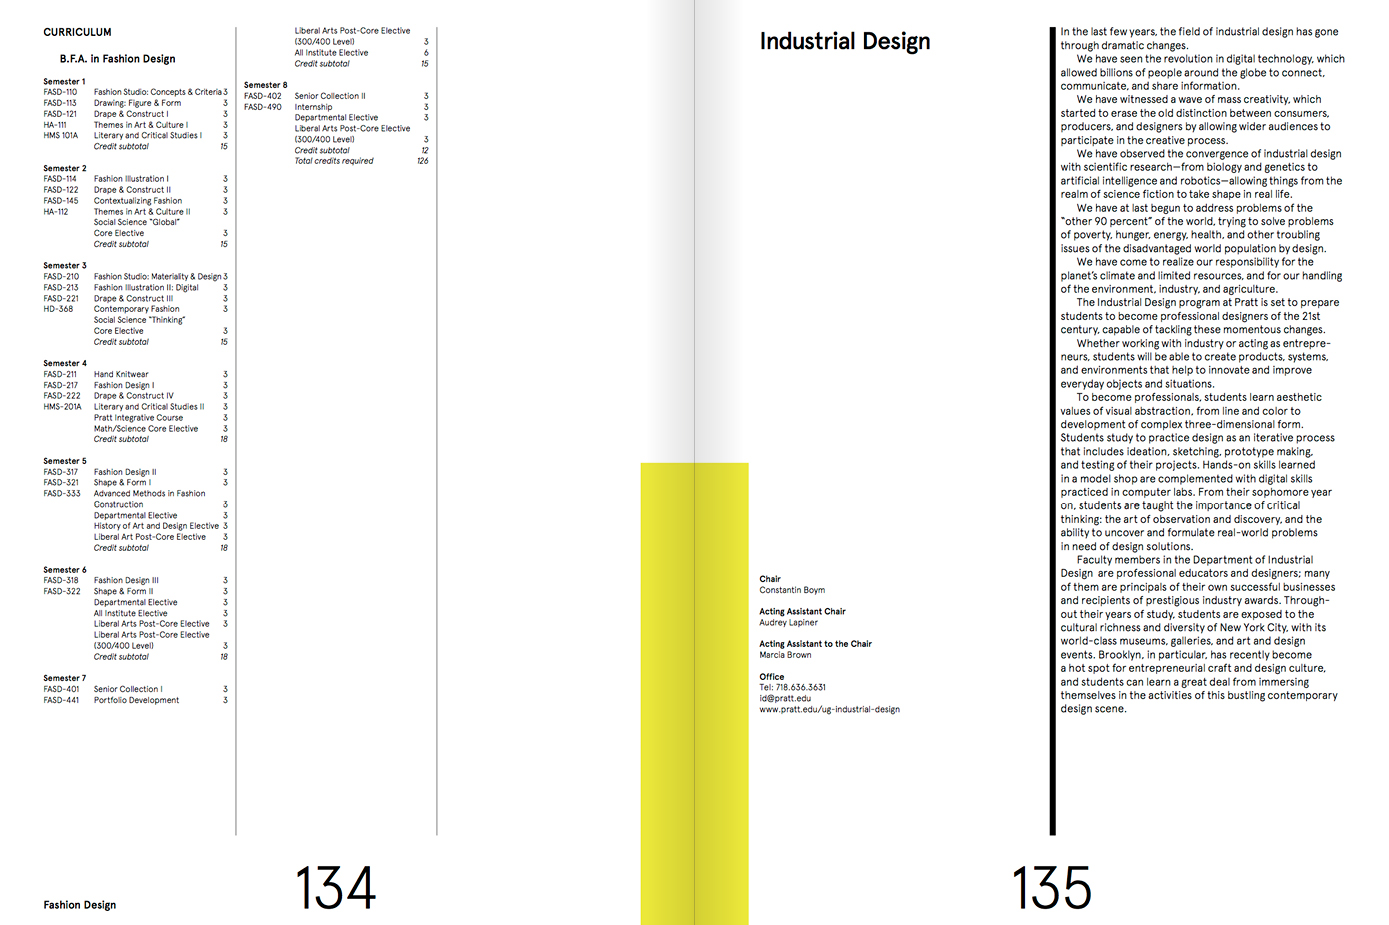 CURRICULUM
B.F.A. in Fashion Design
Semester 1
FASD-110 Fashion Studio: Concepts & Criteria 3
FASD-113 Drawing: Figure & Form 3
FASD-121 Drape & Construct I 3
HA-111 Themes in Art & Culture I 3
HMS 101A Literary and Critical Studies I 3
Credit subtotal 15
Semester 2
FASD-114 Fashion Illustration I 3
FASD-122 Drape & Construct II 3
FASD-145 Contextualizing Fashion 3
HA-112 Themes in Art & Culture II 3
Social Science “Global”
Core Elective 3
Credit subtotal 15
Semester 3
FASD-210 Fashion Studio: Materiality & Design 3
FASD-213 Fashion Illustration II: Digital 3
FASD-221 Drape & Construct III 3
HD-368 Contemporary Fashion 3
Social Science “Thinking”
Core Elective 3
Credit subtotal 15
Semester 4
FASD-211 Hand Knitwear 3
FASD-217 Fashion Design I 3
FASD-222 Drape & Construct IV 3
HMS-201A Literary and Critical Studies II 3
Pratt Integrative Course 3
Math/Science Core Elective 3
Credit subtotal 18
Semester 5
FASD-317 Fashion Design II 3
FASD-321 Shape & Form I 3
FASD-333 Advanced Methods in Fashion
Construction 3
Departmental Elective 3
History of Art and Design Elective 3
Liberal Art Post-Core Elective 3
Credit subtotal 18
Semester 6
FASD-318 Fashion Design III 3
FASD-322 Shape & Form II 3
Departmental Elective 3
All Institute Elective 3
Liberal Arts Post-Core Elective 3
Liberal Arts Post-Core Elective
(300/400 Level) 3
Credit subtotal 18
Semester 7
FASD-401 Senior Collection I 3
FASD-441 Portfolio Development 3
Liberal Arts Post-Core Elective
(300/400 Level) 3
All Institute Elective 6
Credit subtotal 15
Semester 8
FASD-402 Senior Collection II 3
FASD-490 Internship 3
Departmental Elective 3
Liberal Arts Post-Core Elective
(300/400 Level) 3
Credit subtotal 12
Total credits required 126
Fashion Design
134
Industrial Design
Chair
Constantin Boym
Acting Assistant Chair
Audrey Lapiner
Acting Assistant to the Chair
Marcia Brown
Office
Tel: 718.636.3631
id@pratt.edu
www.pratt.edu/ug-industrial-design
In the last few years, the field of industrial design has gone
through dramatic changes.
We have seen the revolution in digital technology, which
allowed billions of people around the globe to connect,
communicate, and share information.
We have witnessed a wave of mass creativity, which
started to erase the old distinction between consumers,
producers, and designers by allowing wider audiences to
participate in the creative process.
We have observed the convergence of industrial design
with scientific research—from biology and genetics to
artificial intelligence and robotics—allowing things from the
realm of science fiction to take shape in real life.
We have at last begun to address problems of the
“other 90 percent” of the world, trying to solve problems
of poverty, hunger, energy, health, and other troubling
issues of the disadvantaged world population by design.
We have come to realize our responsibility for the
planet’s climate and limited resources, and for our handling
of the environment, industry, and agriculture.
The Industrial Design program at Pratt is set to prepare
students to become professional designers of the 21st
century, capable of tackling these momentous changes.
Whether working with industry or acting as entrepre-
neurs, students will be able to create products, systems,
and environments that help to innovate and improve
everyday objects and situations.
To become professionals, students learn aesthetic
values of visual abstraction, from line and color to
development of complex three-dimensional form.
Students study to practice design as an iterative process
that includes ideation, sketching, prototype making,
and testing of their projects. Hands-on skills learned
in a model shop are complemented with digital skills
practiced in computer labs. From their sophomore year
on, students are taught the importance of critical
thinking: the art of observation and discovery, and the
ability to uncover and formulate real-world problems
in need of design solutions.
Faculty members in the Department of Industrial
Design are professional educators and designers; many
of them are principals of their own successful businesses
and recipients of prestigious industry awards. Through-
out their years of study, students are exposed to the
cultural richness and diversity of New York City, with its
world-class museums, galleries, and art and design
events. Brooklyn, in particular, has recently become
a hot spot for entrepreneurial craft and design culture,
and students can learn a great deal from immersing
themselves in the activities of this bustling contemporary
design scene.
135